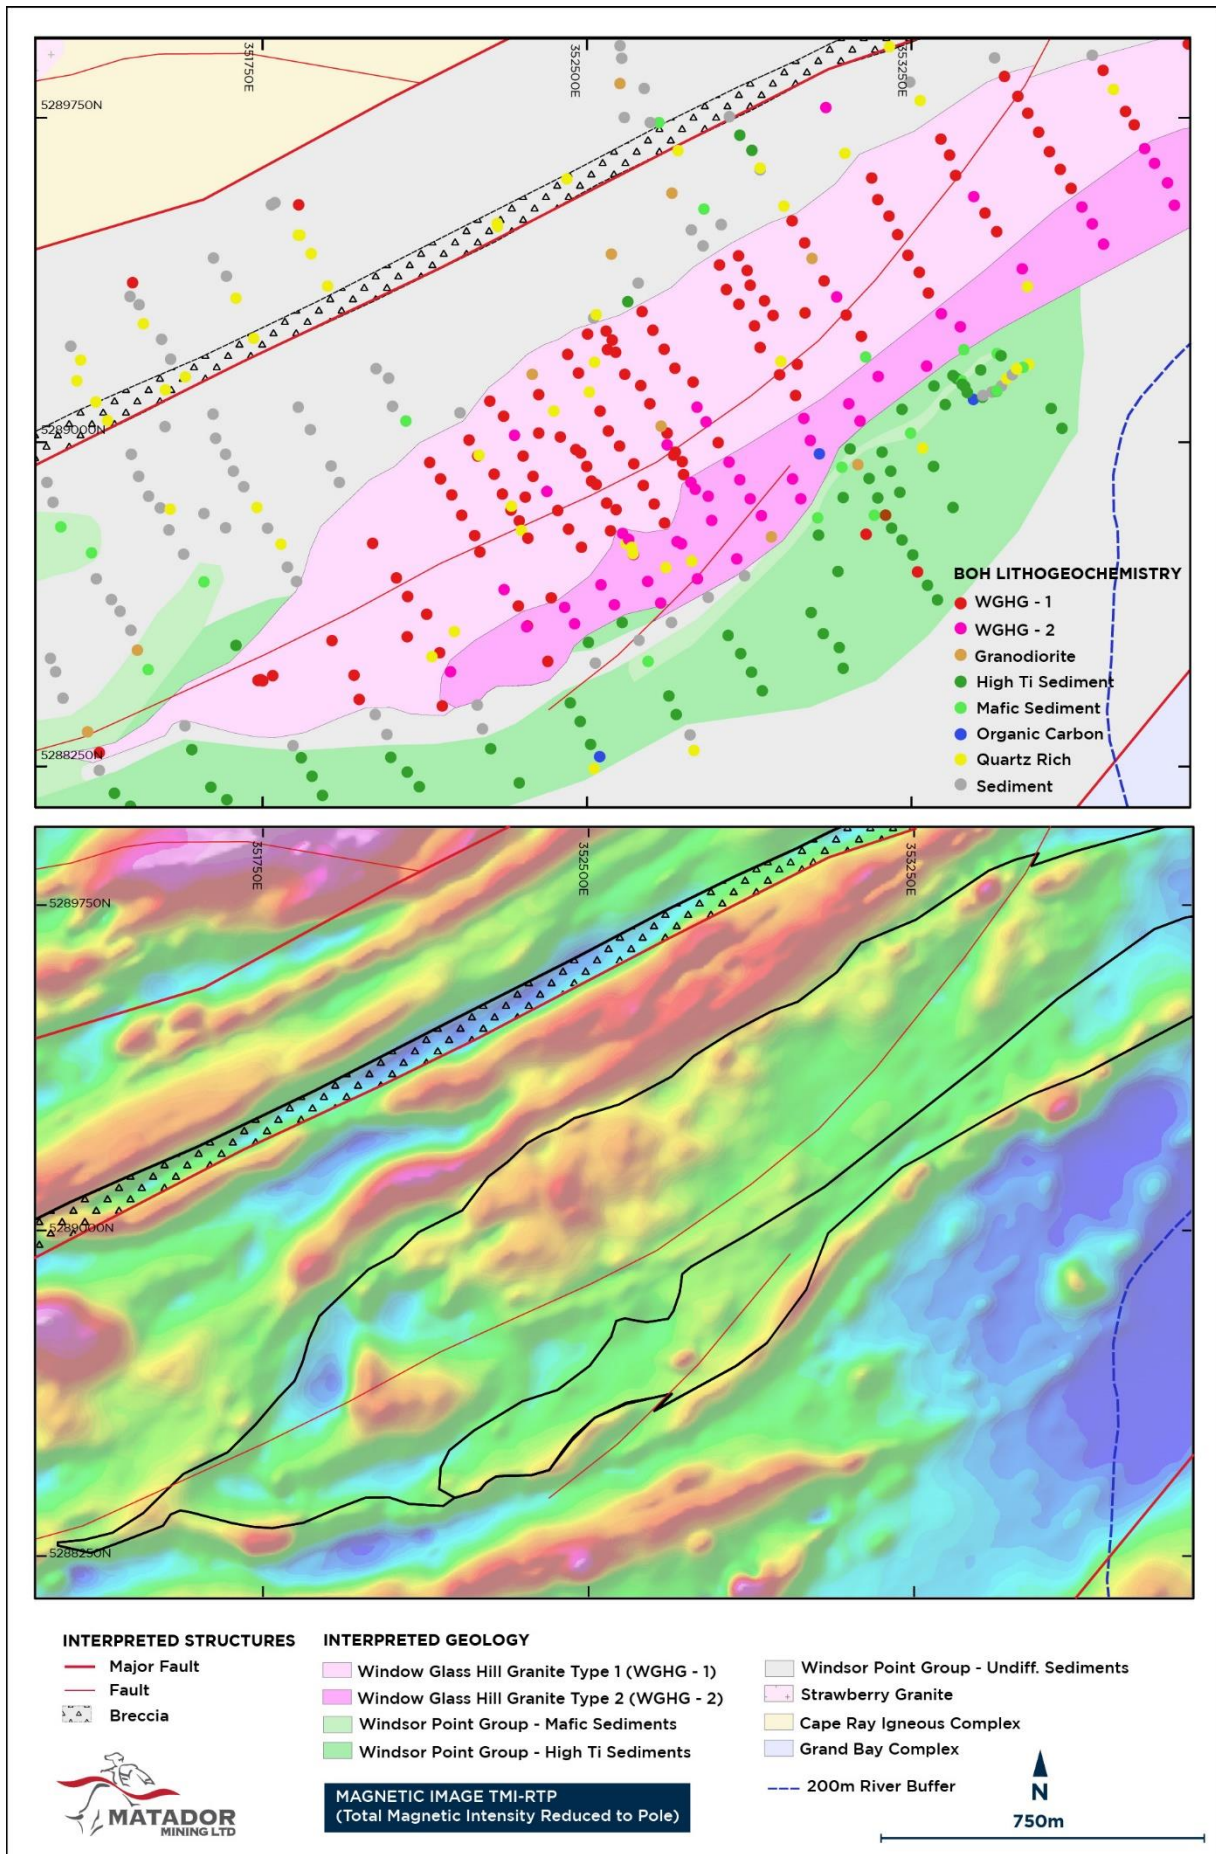 351750E
352500E
353250E
5289750N
5289000N
5288250N
BOH LITHOGEOCHEMISTRY
WGHG - 1
WGHG - 2
Granodiorite
High Ti Sediment
Mafic Sediment
Organic Carbon
Quartz Rich
Sediment
351750E
352500E
353250E
5289750N
5289000N
5288250N
INTERPRETED STRUCTURES
Major Fault
Fault
Breccia
INTERPRETED GEOLOGY
Window Glass Hill Granite Type 1 (WGHG - 1)
Window Glass Hill Granite Type 2 (WGHG - 2)
Windsor Point Group - Mafic Sediments
Windsor Point Group - High Ti Sediments
Windsor Point Group - Undiff. Sediments
Strawberry Granite
Cape Ray Igneous Complex
Grand Bay Complex
200m River Buffer
MATADOR
MINING LTD
MAGNETIC IMAGE TMI-RTP
(Total Magnetic Intensity Reduced to Pole)
N
750m